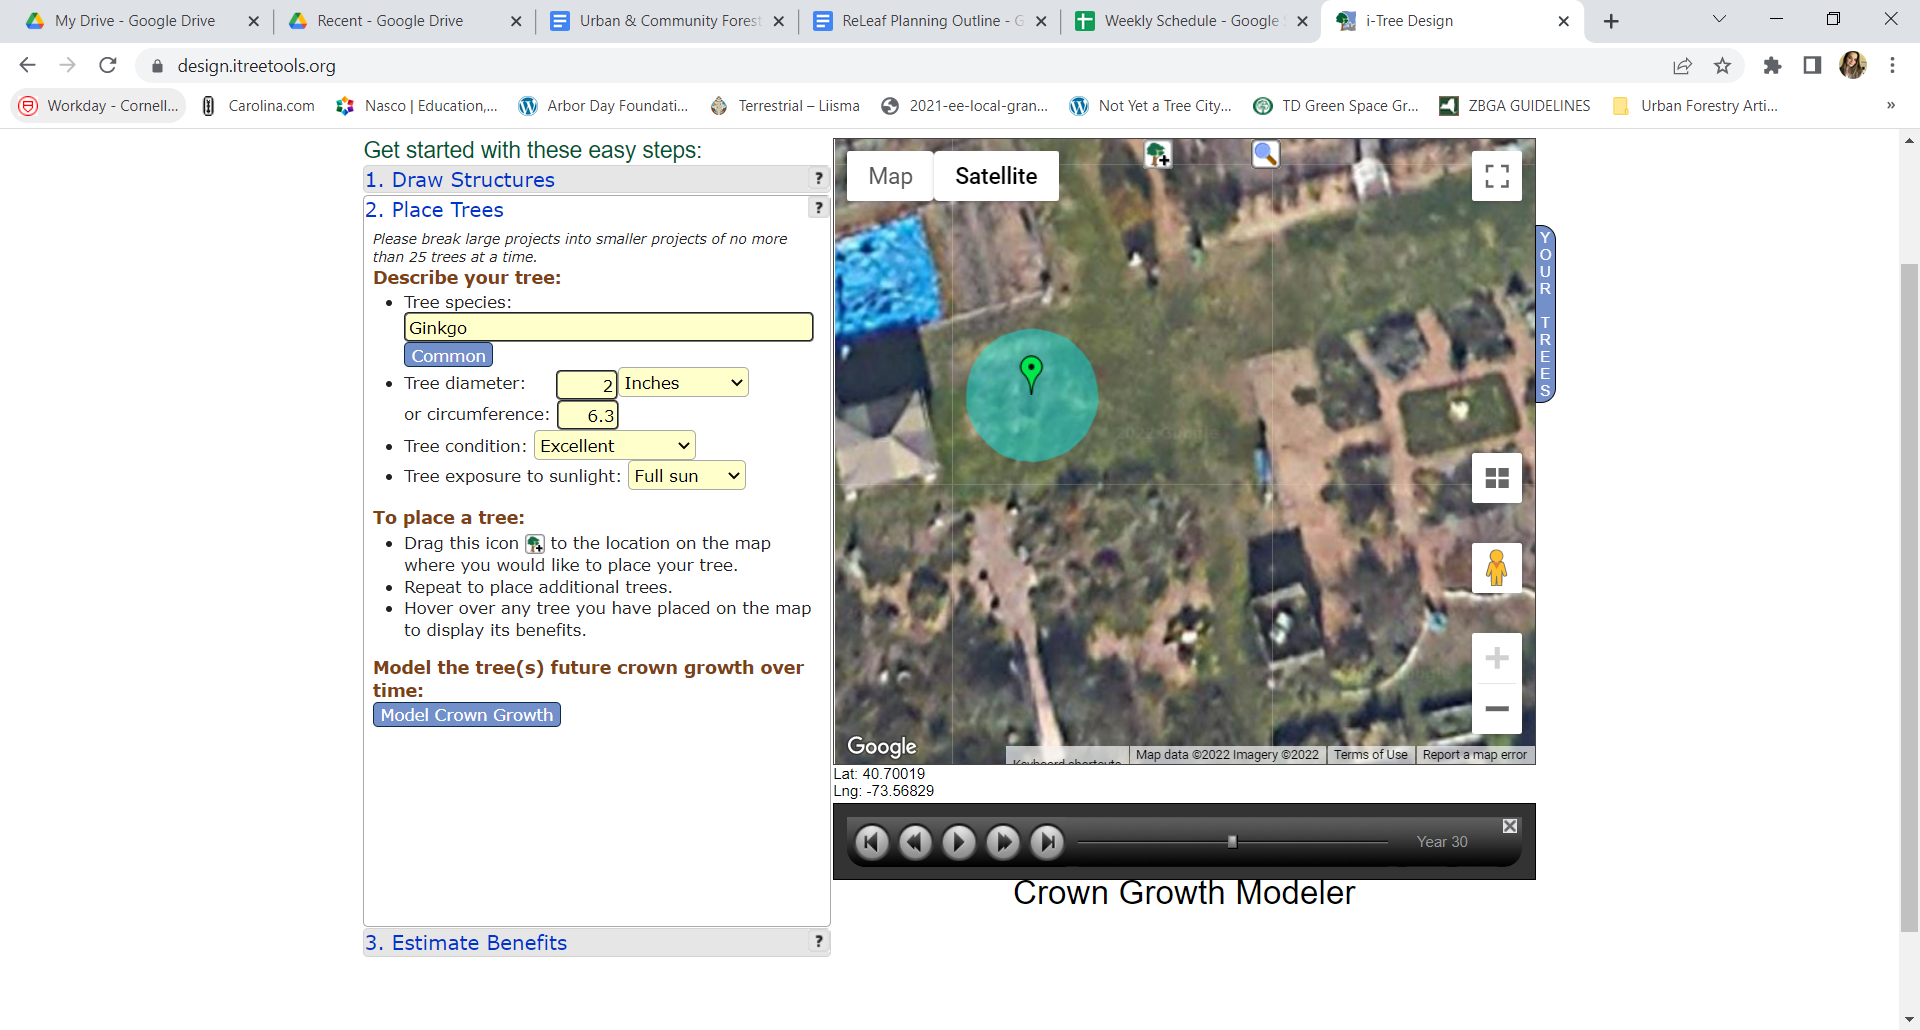 My Drive - Google Drive
Recent - Google Drive
Urban & Community Forest
ReLeaf Planning Outline - G
Weekly Schedule - Google
i-Tree Design
design.itreetools.org
Workday - Cornell...
Carolina.com
Nasco | Education,...
Arbor Day Foundati...
Terrestrial – Liisma
2021-ee-local-gran...
Not Yet a Tree City...
TD Green Space Gr...
ZBGA GUIDELINES
Urban Forestry Arti...
»
Get started with these easy steps:
1. Draw Structures
?
2. Place Trees
?
Please break large projects into smaller projects of no more
than 25 trees at a time.
Describe your tree:
• Tree species:
Ginkgo
Common
• Tree diameter: 2 Inches
or circumference: 6.3
• Tree condition: Excellent
• Tree exposure to sunlight: Full sun
To place a tree:
• Drag this icon to the location on the map
where you would like to place your tree.
• Repeat to place additional trees.
• Hover over any tree you have placed on the map
to display its benefits.
Model the tree(s) future crown growth over
time:
Model Crown Growth
3. Estimate Benefits
?
Map
Satellite
YOUR TREES
Google
Keyboard shortcuts
Map data ©2022 Imagery ©2022
Terms of Use
Report a map error
Lat: 40.70019
Lng: -73.56829
Year 30
Crown Growth Modeler